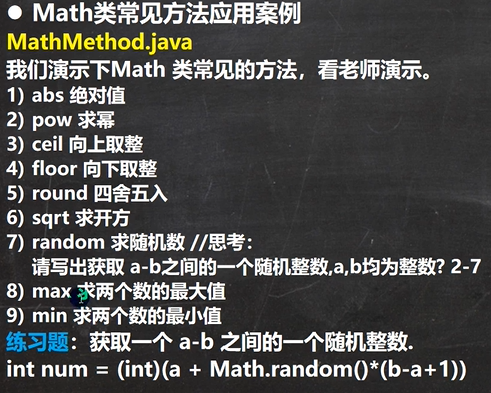 ● Math类常见方法应用案例
MathMethod.java
我们演示下Math 类常见的方法，看老师演示。
1) abs 绝对值
2) pow 求幂
3) ceil 向上取整
4) floor 向下取整
5) round 四舍五入
6) sqrt 求开方
7) random 求随机数 //思考：
请写出获取 a-b之间的一个随机整数,a,b均为整数? 2-7
8) max 求两个数的最大值
9) min 求两个数的最小值
练习题：获取一个 a-b 之间的一个随机整数.
int num = (int)(a + Math.random()*(b-a+1))